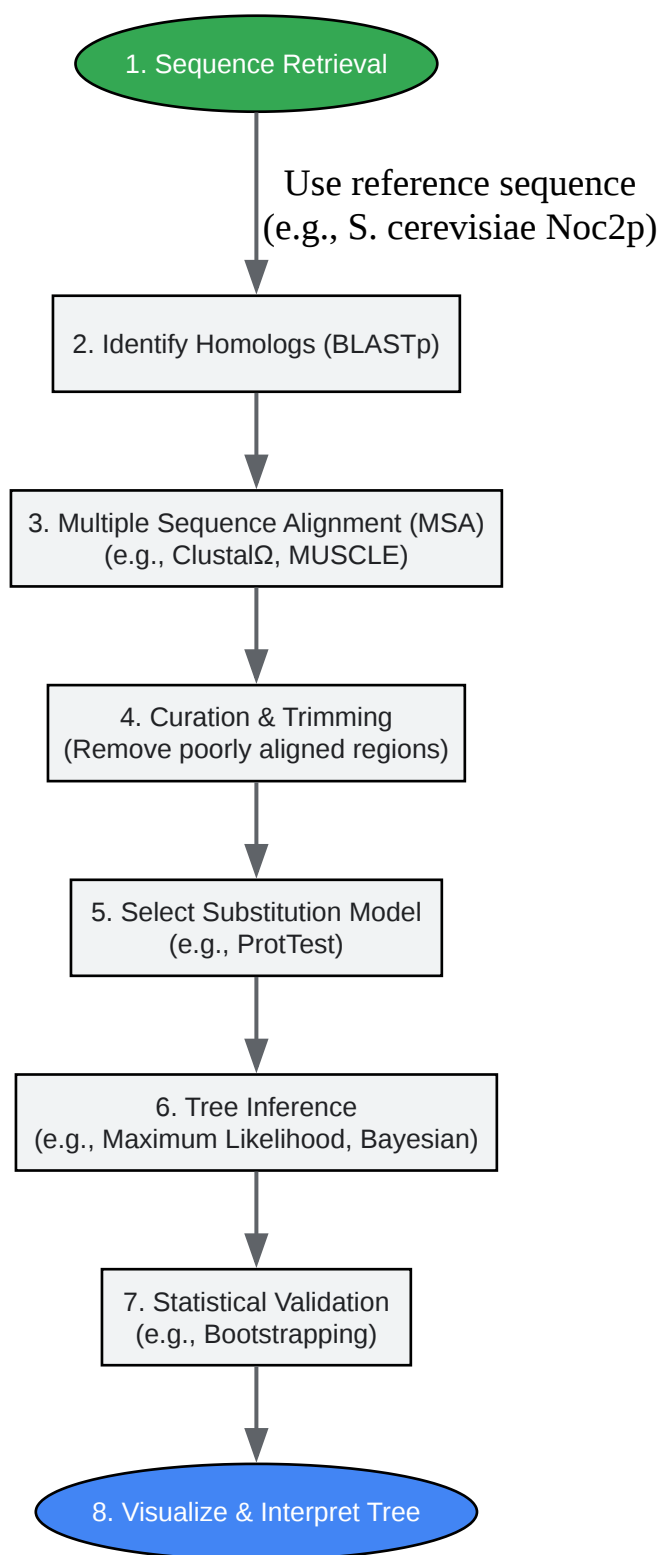 1. Sequence Retrieval
Use reference sequence
(e.g., S. cerevisiae Noc2p)
2. Identify Homologs (BLASTp)
3. Multiple Sequence Alignment (MSA)
(e.g., ClustalΩ, MUSCLE)
4. Curation & Trimming
(Remove poorly aligned regions)
5. Select Substitution Model
(e.g., ProtTest)
6. Tree Inference
(e.g., Maximum Likelihood, Bayesian)
7. Statistical Validation
(e.g., Bootstrapping)
8. Visualize & Interpret Tree